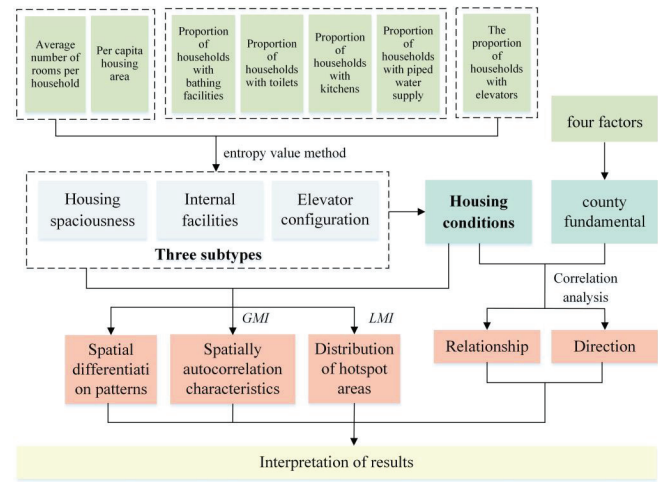 Average
number of
rooms per
household
Per capita
housing
area
Proportion
of
households
with bathing
facilities
Proportion
of
households
with toilets
Proportion
of
households
with
kitchens
Proportion
of
households
with piped
water
supply
The
proportion
of
households
with
elevators
four factors
entropy value method
Housing
spaciousness
Internal
facilities
Elevator
configuration
Three subtypes
Housing
conditions
county
fundamental
Correlation
analysis
GMI
LMI
Spatial
differentiati
on patterns
Spatially
autocorrelation
characteristics
Distribution
of hotspot
areas
Relationship
Direction
Interpretation of results